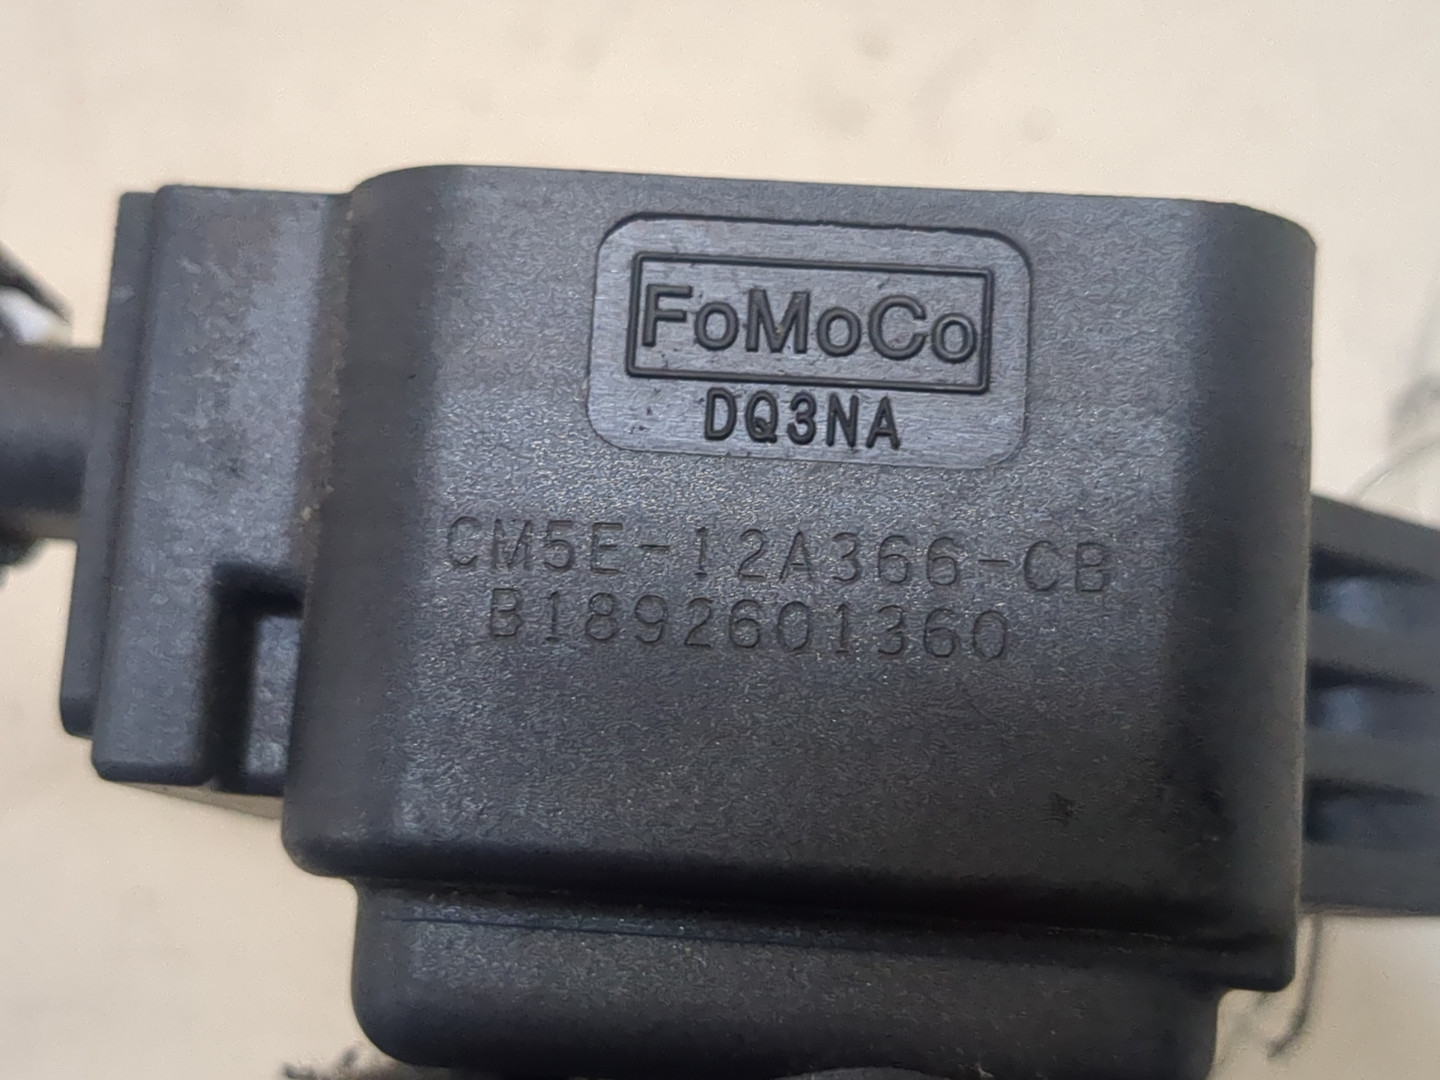 FoMoCo
DQ3NA
CM5E-12A366-CB
B1892601360